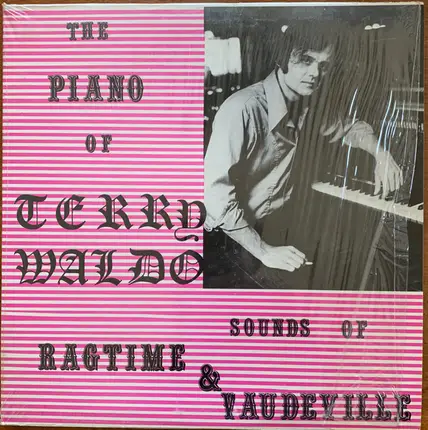 THE
PIANO
OF
TERRY
WALDO
SOUNDS OF
RAGTIME
&
VAUDEVILLE